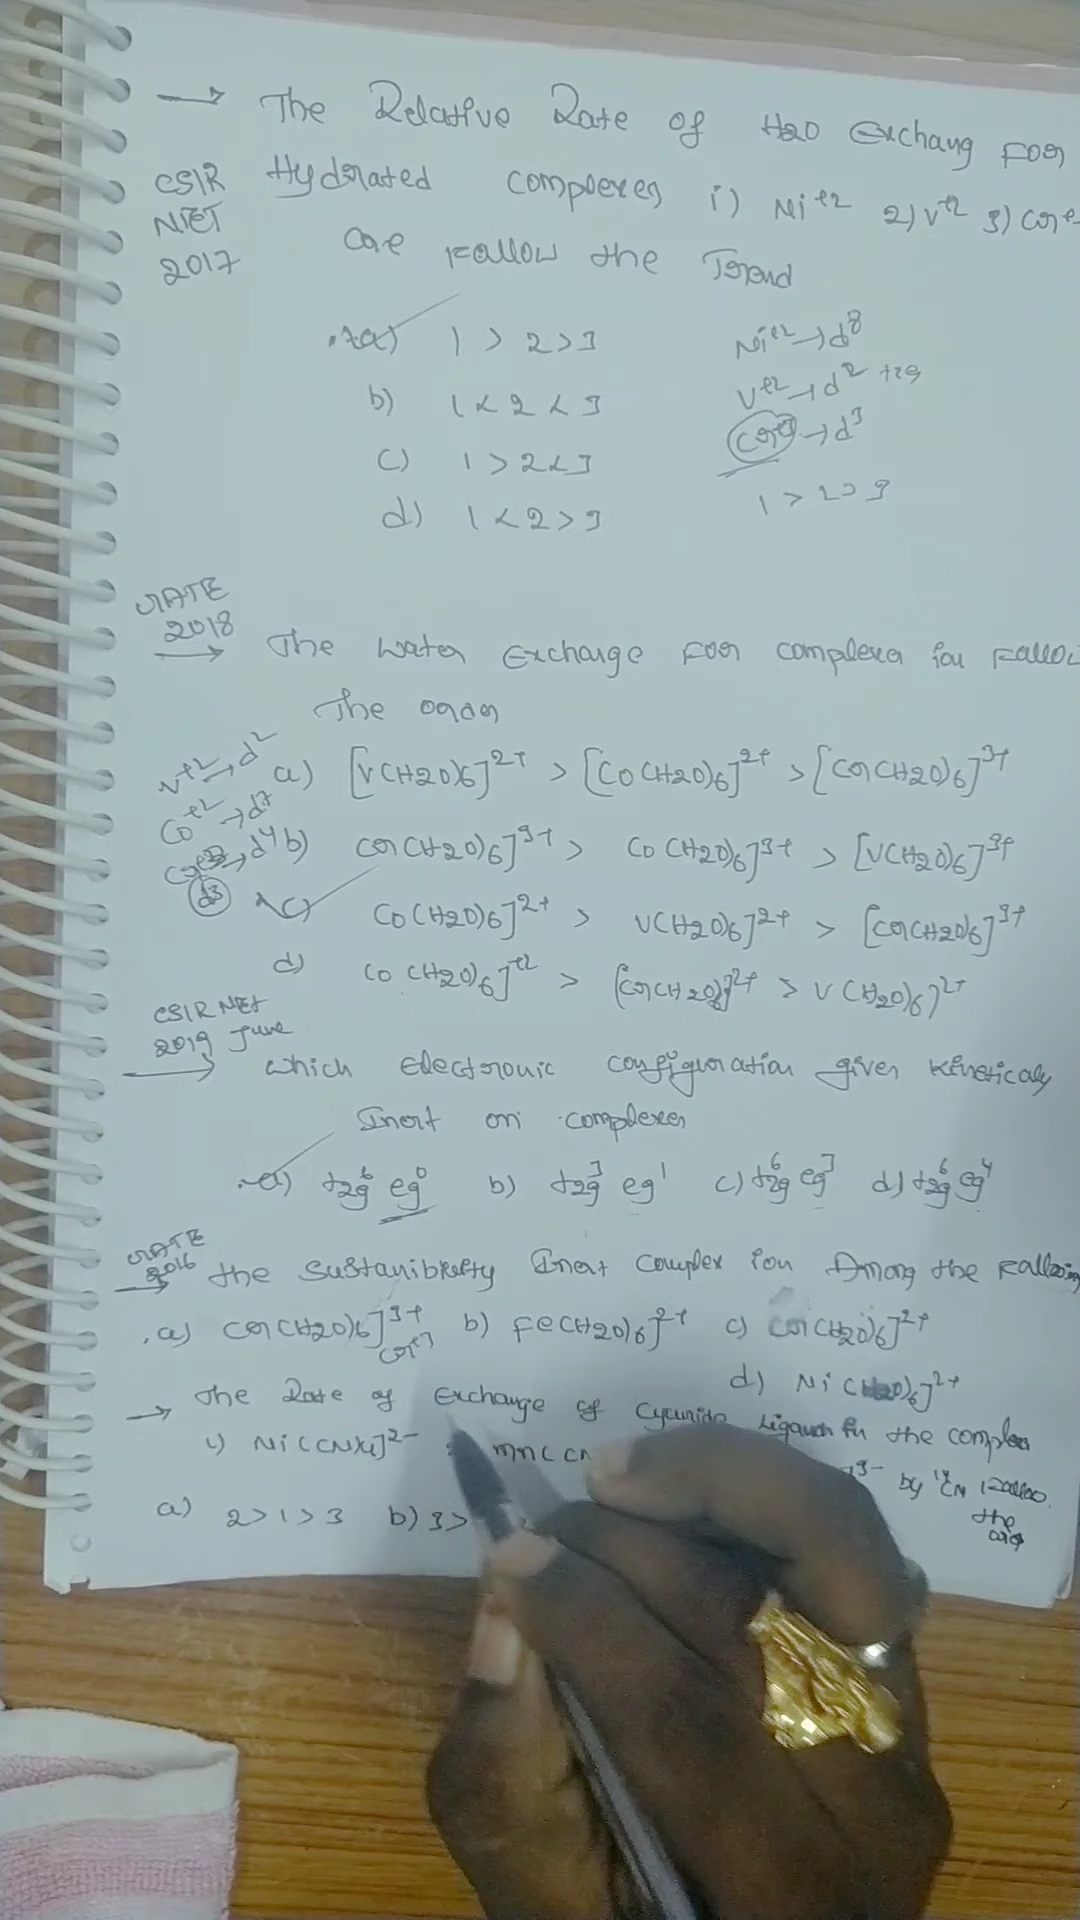 → The Relative Rate of H2O Exchang For
CSIR NET 2017
Hydrated complexes i) Ni+2 2) V+2 3) Cr+
are Fallow the Trend
a) 1 > 2 > 3
b) 1 < 2 < 3
c) 1 > 2 < 3
d) 1 < 2 > 3
Ni+2 → d8
V+2 → d2 t2g
Cr+3 → d3
1 > 2 > 3
GATE 2018
→ The water Exchange For complexes ion Fallo
The order
V+2 → d2
Co+2 → d7
d3
a) [V(H2O)6]2+ > [Co(H2O)6]2+ > [Cr(H2O)6]3+
b) Cr(H2O)6]3+ > Co(H2O)6]3+ > [V(H2O)6]3+
c) Co(H2O)6]2+ > V(H2O)6]2+ > [Cr(H2O)6]3+
d) Co(H2O)6]+2 > [Cr(H2O)6]2+ > V(H2O)6]2+
CSIR NET 2019 June
→ which Electronic configuration given kineticaly
Inert on complexes
a) t2g6 eg0 b) t2g3 eg1 c) t2g6 eg3 d) t2g6 eg4
GATE 2016
→ the Inert complex ion Among the
a) Cr(H2O)6]3+ b) Fe(H2O)6]2+ c) Cr(H2O)6]2+
Cr+3
d) Ni(H2O)6]2+
→ The Rate of Exchange of Cyanide in the complex
1) Ni(CN)4]2- Mn(CN
]3- by 14CN
the
a) 2 > 1 > 3 b) 3 >